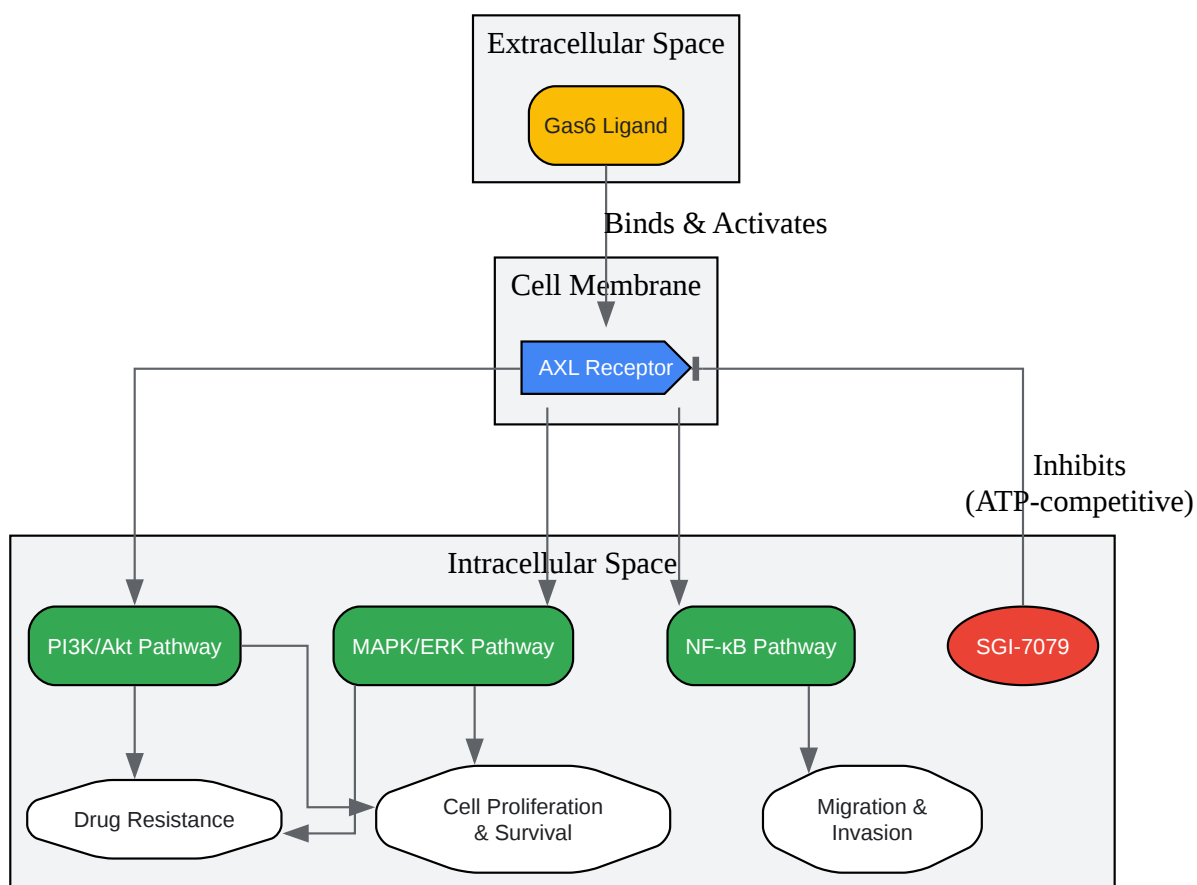 Extracellular Space
Gas6 Ligand
Binds & Activates
Cell Membrane
AXL Receptor
Inhibits
(ATP-competitive)
Intracellular Space
PI3K/Akt Pathway
MAPK/ERK Pathway
NF-κB Pathway
SGI-7079
Drug Resistance
Cell Proliferation
& Survival
Migration &
Invasion